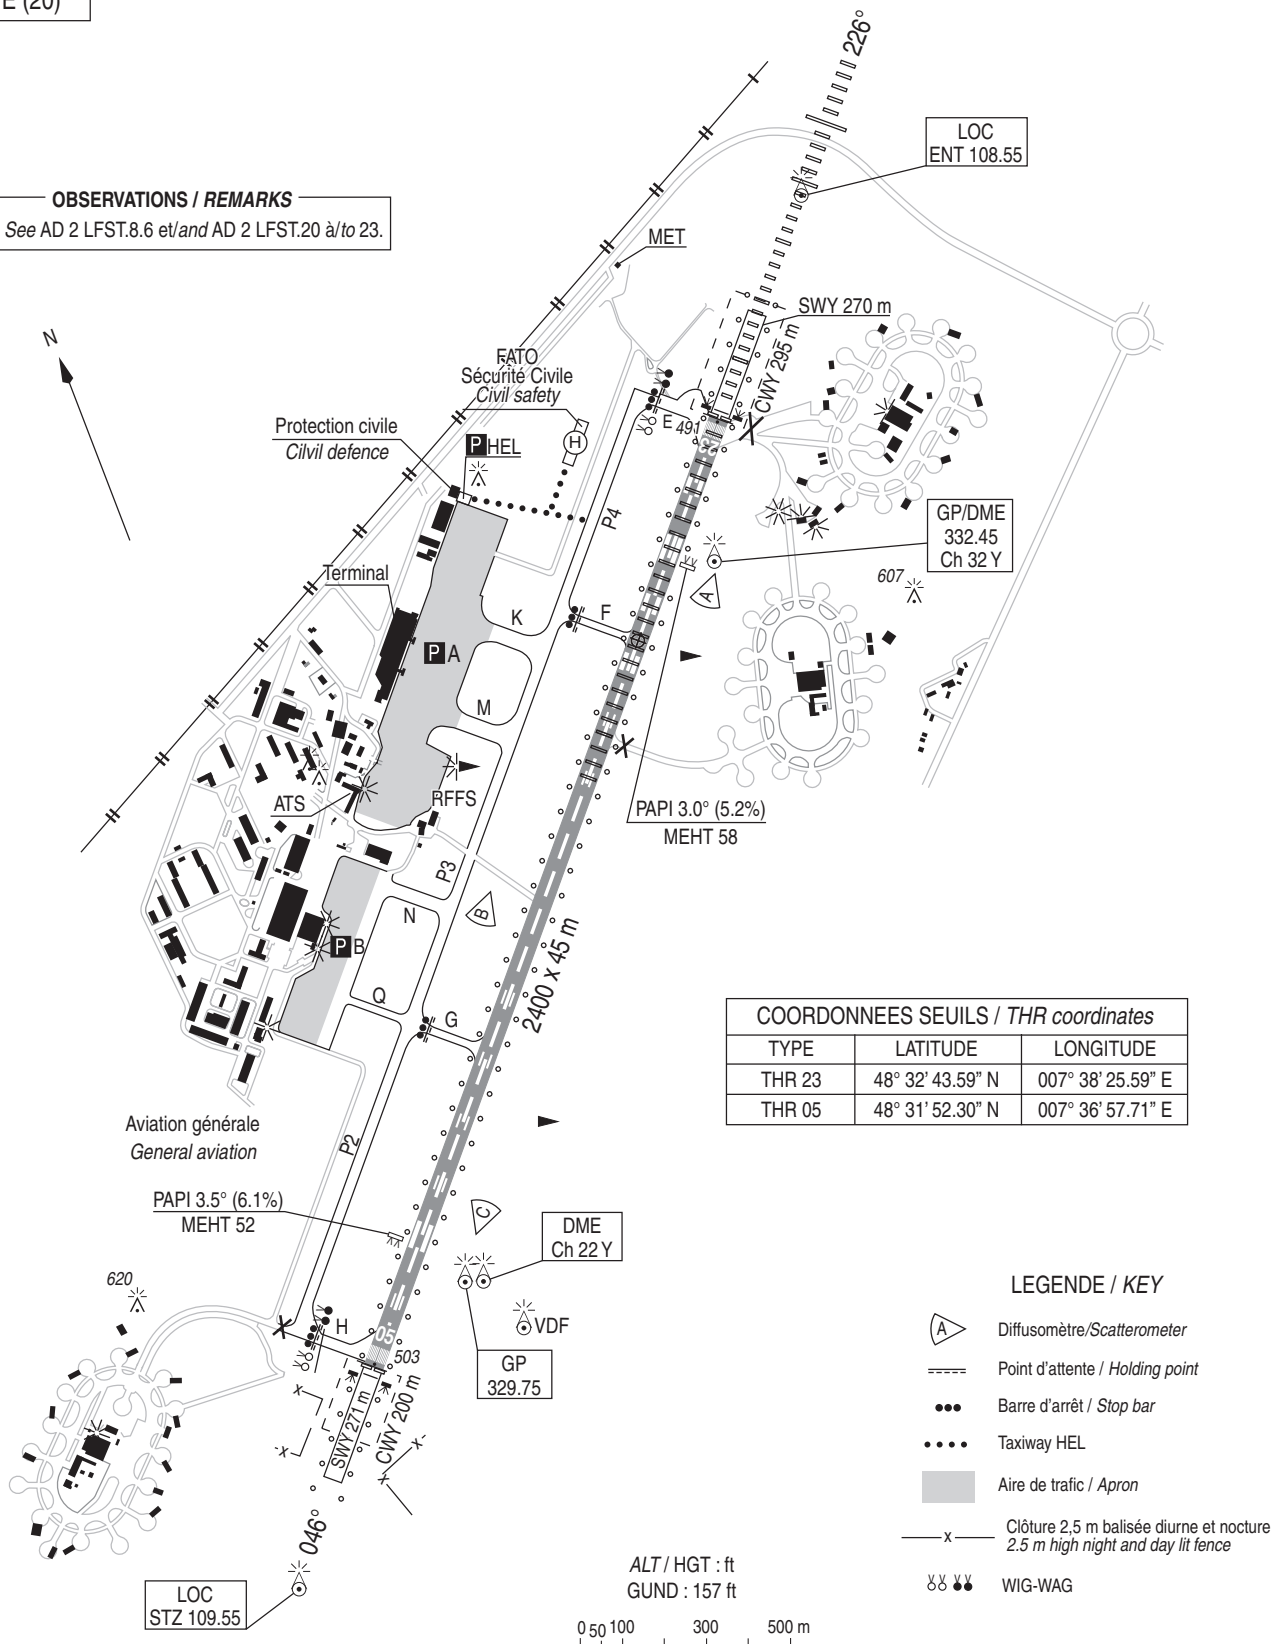 E (20)
226°
LOC
ENT 108.55
OBSERVATIONS / REMARKS
See AD 2 LFST.8.6 et/and AD 2 LFST.20 à/to 23.
MET
SWY 270 m
CWY 295 m
N
FATO
Sécurité Civile
Civil safety
Protection civile
Cilvil defence
P HEL
H
E
491
23
P4
GP/DME
332.45
Ch 32 Y
607
A
Terminal
K
F
P A
M
ATS
RFFS
PAPI 3.0° (5.2%)
MEHT 58
P3
B
N
P B
2400 x 45 m
Q
G
COORDONNEES SEUILS / THR coordinates
TYPE LATITUDE LONGITUDE
THR 23 48° 32’ 43.59” N 007° 38’ 25.59” E
THR 05 48° 31’ 52.30” N 007° 36’ 57.71” E
Aviation générale
General aviation
P2
PAPI 3.5° (6.1%)
MEHT 52
C
DME
Ch 22 Y
620
VDF
H
05
503
GP
329.75
SWY 271 m
CWY 200 m
046°
LOC
STZ 109.55
LEGENDE / KEY
A Diffusomètre/Scatterometer
Point d’attente / Holding point
Barre d’arrêt / Stop bar
Taxiway HEL
Aire de trafic / Apron
x Clôture 2,5 m balisée diurne et nocture
2.5 m high night and day lit fence
WIG-WAG
ALT / HGT : ft
GUND : 157 ft
0 50 100 300 500 m